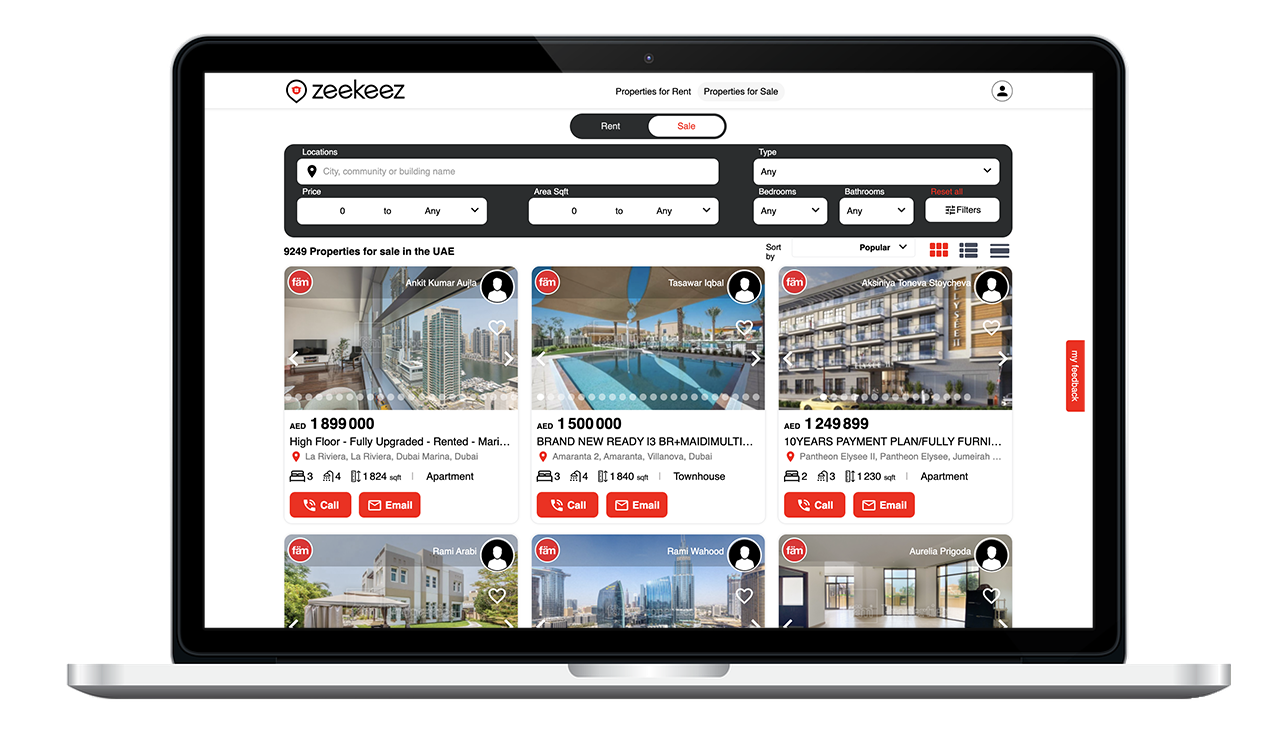 zeekeez
Properties for Rent Properties for Sale
Rent Sale
Locations Type
City, community or building name Any
Price Area Sqft Bedrooms Bathrooms Reset all
0 to Any 0 to Any Any Any Filters
9249 Properties for sale in the UAE Sort by Popular
fäm Ankit Kumar Aujla fäm Tasawar Iqbal fäm Aksiniya Toneva Stoycheva
my feedback
AED 1 899 000
High Floor - Fully Upgraded - Rented - Mari...
La Riviera, La Riviera, Dubai Marina, Dubai
3 4 1 824 sqft | Apartment
Call Email
AED 1 500 000
BRAND NEW READY I3 BR+MAIDIMULTI...
Amaranta 2, Amaranta, Villanova, Dubai
3 4 1 840 sqft | Townhouse
Call Email
AED 1 249 899
10YEARS PAYMENT PLAN/FULLY FURNI...
Pantheon Elysee II, Pantheon Elysee, Jumeirah ...
2 3 1 230 sqft | Apartment
Call Email
fäm Rami Arabi fäm Rami Wahood fäm Aurelia Prigoda